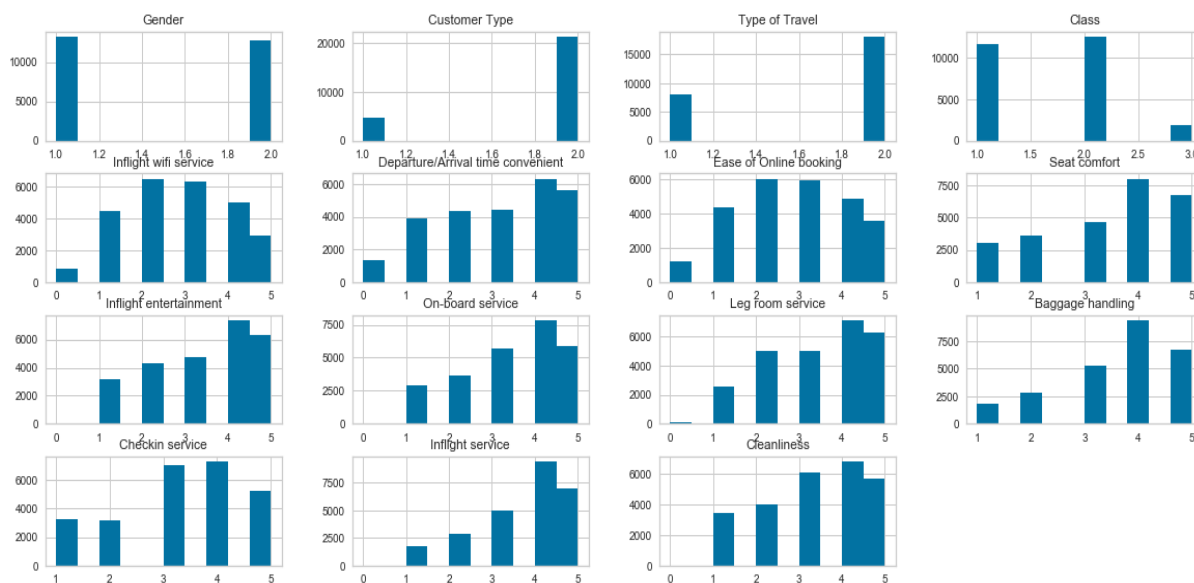 Gender Customer Type Type of Travel Class
10000 5000 0
1.0 1.2 1.4 1.6 1.8 2.0
20000 10000 0
1.0 1.2 1.4 1.6 1.8 2.0
15000 10000 5000 0
1.0 1.2 1.4 1.6 1.8 2.0
10000 5000 0
1.0 1.5 2.0 2.5 3.0
Inflight wifi service Departure/Arrival time convenient Ease of Online booking Seat comfort
6000 4000 2000 0
0 1 2 3 4 5
6000 4000 2000 0
0 1 2 3 4 5
6000 4000 2000 0
0 1 2 3 4 5
7500 5000 2500 0
1 2 3 4 5
Inflight entertainment On-board service Leg room service Baggage handling
6000 4000 2000 0
0 1 2 3 4 5
7500 5000 2500 0
0 1 2 3 4 5
6000 4000 2000 0
0 1 2 3 4 5
7500 5000 2500 0
1 2 3 4 5
Checkin service Inflight service Cleanliness
6000 4000 2000 0
1 2 3 4 5
7500 5000 2500 0
0 1 2 3 4 5
6000 4000 2000 0
0 1 2 3 4 5